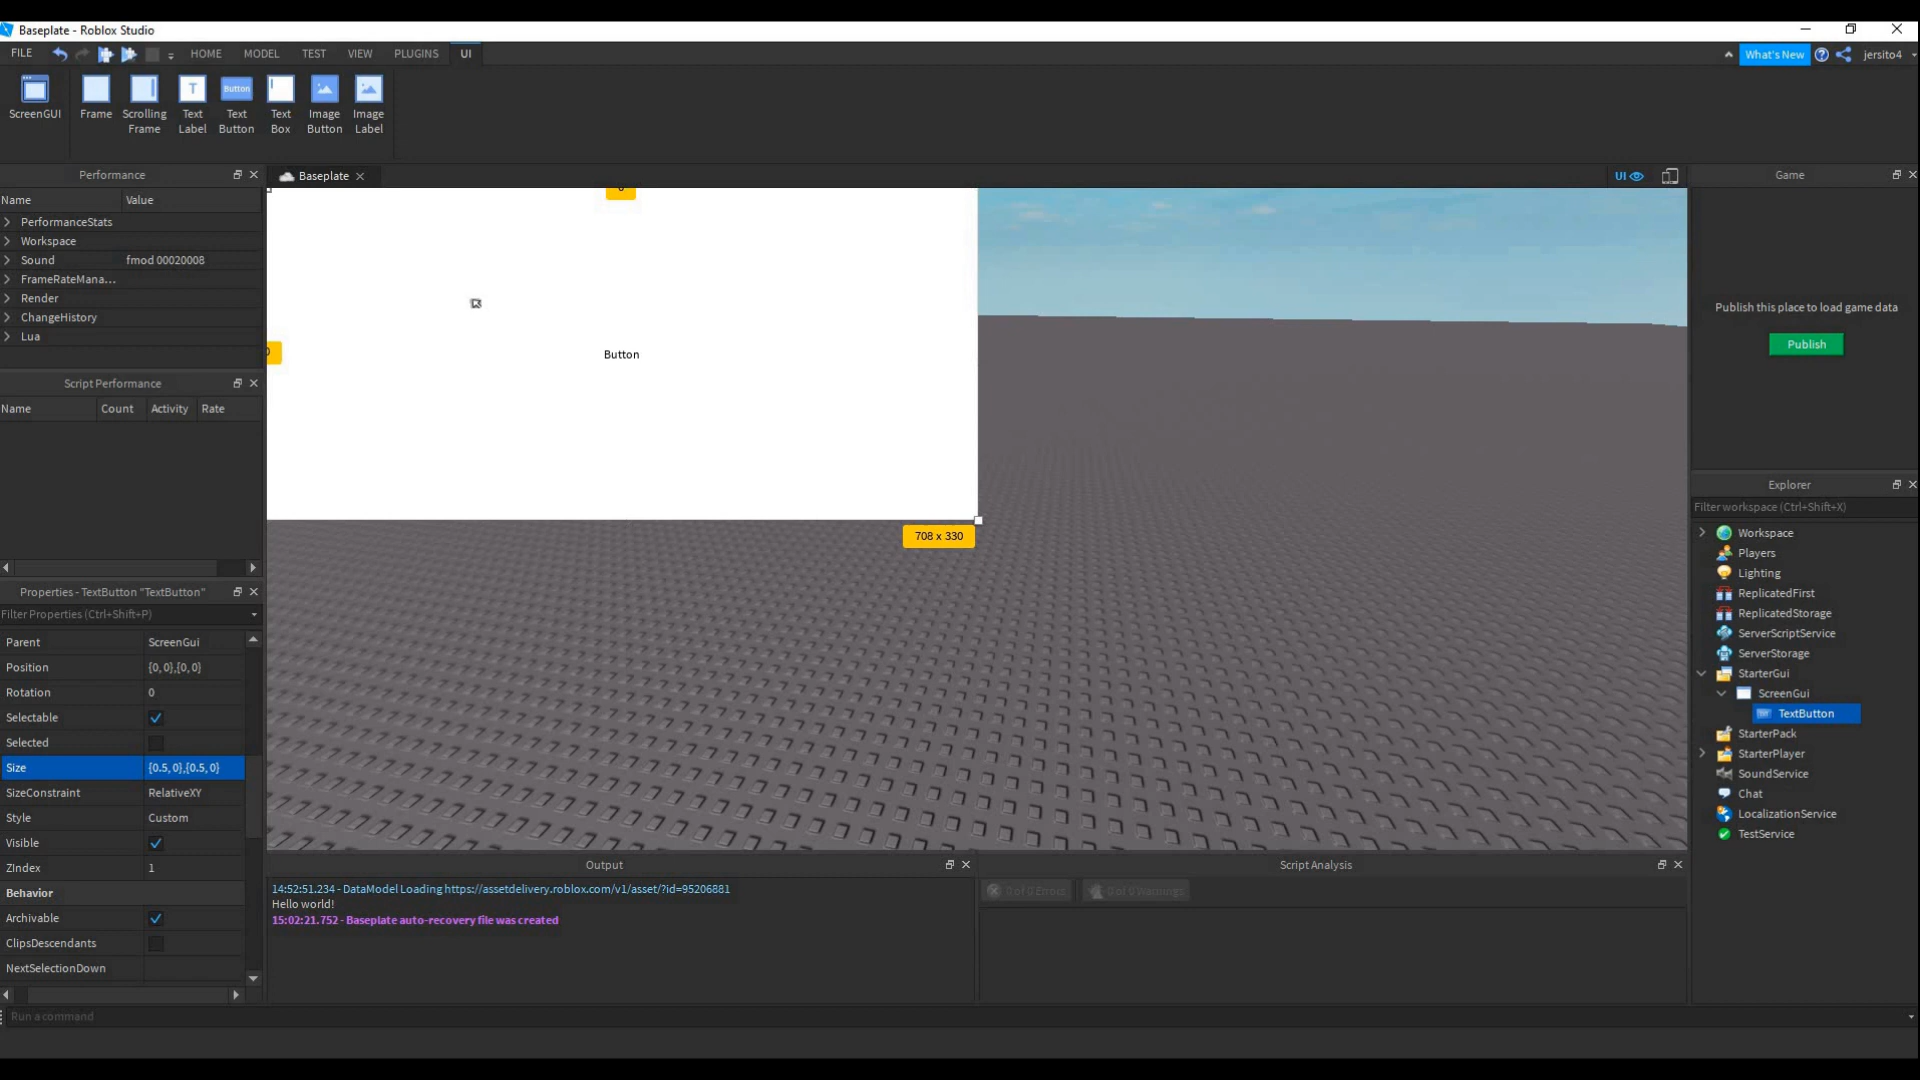 Baseplate - Roblox Studio
FILE HOME MODEL TEST VIEW PLUGINS UI
What's New jersito4
ScreenGUI
Frame
Scrolling Frame
Text Label
Button
Text Button
Text Box
Image Button
Image Label
Performance
Name Value
PerformanceStats
Workspace
Sound fmod 00020008
FrameRateMana...
Render
ChangeHistory
Lua
Script Performance
Name Count Activity Rate
Properties - TextButton "TextButton"
Filter Properties (Ctrl+Shift+P)
Parent ScreenGui
Position {0, 0},{0, 0}
Rotation 0
Selectable
Selected
Size {0.5, 0},{0.5, 0}
SizeConstraint RelativeXY
Style Custom
Visible
ZIndex 1
Behavior
Archivable
ClipsDescendants
NextSelectionDown
Baseplate
UI
Button
708 x 330
Output
14:52:51.234 - DataModel Loading https://assetdelivery.roblox.com/v1/asset/?id=95206881
Hello world!
15:02:21.752 - Baseplate auto-recovery file was created
Script Analysis
0 of 0 Errors
0 of 0 Warnings
Game
Publish this place to load game data
Publish
Explorer
Filter workspace (Ctrl+Shift+X)
Workspace
Players
Lighting
ReplicatedFirst
ReplicatedStorage
ServerScriptService
ServerStorage
StarterGui
ScreenGui
TextButton
StarterPack
StarterPlayer
SoundService
Chat
LocalizationService
TestService
Run a command